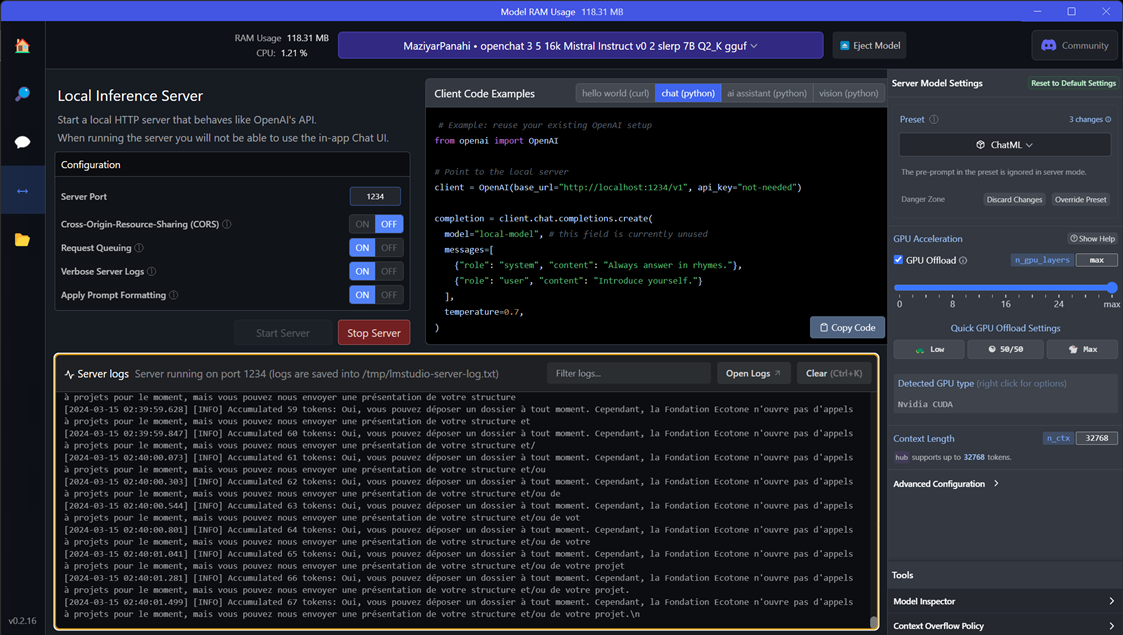 Model RAM Usage 118.31 MB
RAM Usage 118.31 MB
CPU: 1.21 %
MaziyarPanahi • openchat 3 5 16k Mistral Instruct v0 2 slerp 7B Q2_K gguf
Eject Model
Community
Local Inference Server
Start a local HTTP server that behaves like OpenAI's API.
When running the server you will not be able to use the in-app Chat UI.
Configuration
Server Port 1234
Cross-Origin-Resource-Sharing (CORS) ON OFF
Request Queuing ON OFF
Verbose Server Logs ON OFF
Apply Prompt Formatting ON OFF
Start Server Stop Server
Client Code Examples hello world (curl) chat (python) ai assistant (python) vision (python)
# Example: reuse your existing OpenAI setup
from openai import OpenAI
# Point to the local server
client = OpenAI(base_url="http://localhost:1234/v1", api_key="not-needed")
completion = client.chat.completions.create(
model="local-model", # this field is currently unused
messages=[
{"role": "system", "content": "Always answer in rhymes."},
{"role": "user", "content": "Introduce yourself."}
],
temperature=0.7,
)
Copy Code
Server logs Server running on port 1234 (logs are saved into /tmp/lmstudio-server-log.txt) Filter logs... Open Logs Clear (Ctrl+K)
à projets pour le moment, mais vous pouvez nous envoyer une présentation de votre structure
[2024-03-15 02:39:59.628] [INFO] Accumulated 59 tokens: Oui, vous pouvez déposer un dossier à tout moment. Cependant, la Fondation Ecotone n'ouvre pas d'appels
à projets pour le moment, mais vous pouvez nous envoyer une présentation de votre structure et
[2024-03-15 02:39:59.847] [INFO] Accumulated 60 tokens: Oui, vous pouvez déposer un dossier à tout moment. Cependant, la Fondation Ecotone n'ouvre pas d'appels
à projets pour le moment, mais vous pouvez nous envoyer une présentation de votre structure et/
[2024-03-15 02:40:00.073] [INFO] Accumulated 61 tokens: Oui, vous pouvez déposer un dossier à tout moment. Cependant, la Fondation Ecotone n'ouvre pas d'appels
à projets pour le moment, mais vous pouvez nous envoyer une présentation de votre structure et/ou
[2024-03-15 02:40:00.303] [INFO] Accumulated 62 tokens: Oui, vous pouvez déposer un dossier à tout moment. Cependant, la Fondation Ecotone n'ouvre pas d'appels
à projets pour le moment, mais vous pouvez nous envoyer une présentation de votre structure et/ou de
[2024-03-15 02:40:00.544] [INFO] Accumulated 63 tokens: Oui, vous pouvez déposer un dossier à tout moment. Cependant, la Fondation Ecotone n'ouvre pas d'appels
à projets pour le moment, mais vous pouvez nous envoyer une présentation de votre structure et/ou de vot
[2024-03-15 02:40:00.801] [INFO] Accumulated 64 tokens: Oui, vous pouvez déposer un dossier à tout moment. Cependant, la Fondation Ecotone n'ouvre pas d'appels
à projets pour le moment, mais vous pouvez nous envoyer une présentation de votre structure et/ou de votre
[2024-03-15 02:40:01.041] [INFO] Accumulated 65 tokens: Oui, vous pouvez déposer un dossier à tout moment. Cependant, la Fondation Ecotone n'ouvre pas d'appels
à projets pour le moment, mais vous pouvez nous envoyer une présentation de votre structure et/ou de votre projet
[2024-03-15 02:40:01.281] [INFO] Accumulated 66 tokens: Oui, vous pouvez déposer un dossier à tout moment. Cependant, la Fondation Ecotone n'ouvre pas d'appels
à projets pour le moment, mais vous pouvez nous envoyer une présentation de votre structure et/ou de votre projet.
[2024-03-15 02:40:01.499] [INFO] Accumulated 67 tokens: Oui, vous pouvez déposer un dossier à tout moment. Cependant, la Fondation Ecotone n'ouvre pas d'appels
à projets pour le moment, mais vous pouvez nous envoyer une présentation de votre structure et/ou de votre projet.\n
v0.2.16
Server Model Settings Reset to Default Settings
Preset 3 changes
ChatML
The pre-prompt in the preset is ignored in server mode.
Danger Zone Discard Changes Override Preset
GPU Acceleration Show Help
GPU Offload n_gpu_layers max
0 8 16 24 max
Quick GPU Offload Settings
Low 50/50 Max
Detected GPU type (right click for options)
Nvidia CUDA
Context Length n_ctx 32768
hub supports up to 32768 tokens.
Advanced Configuration
Tools
Model Inspector
Context Overflow Policy